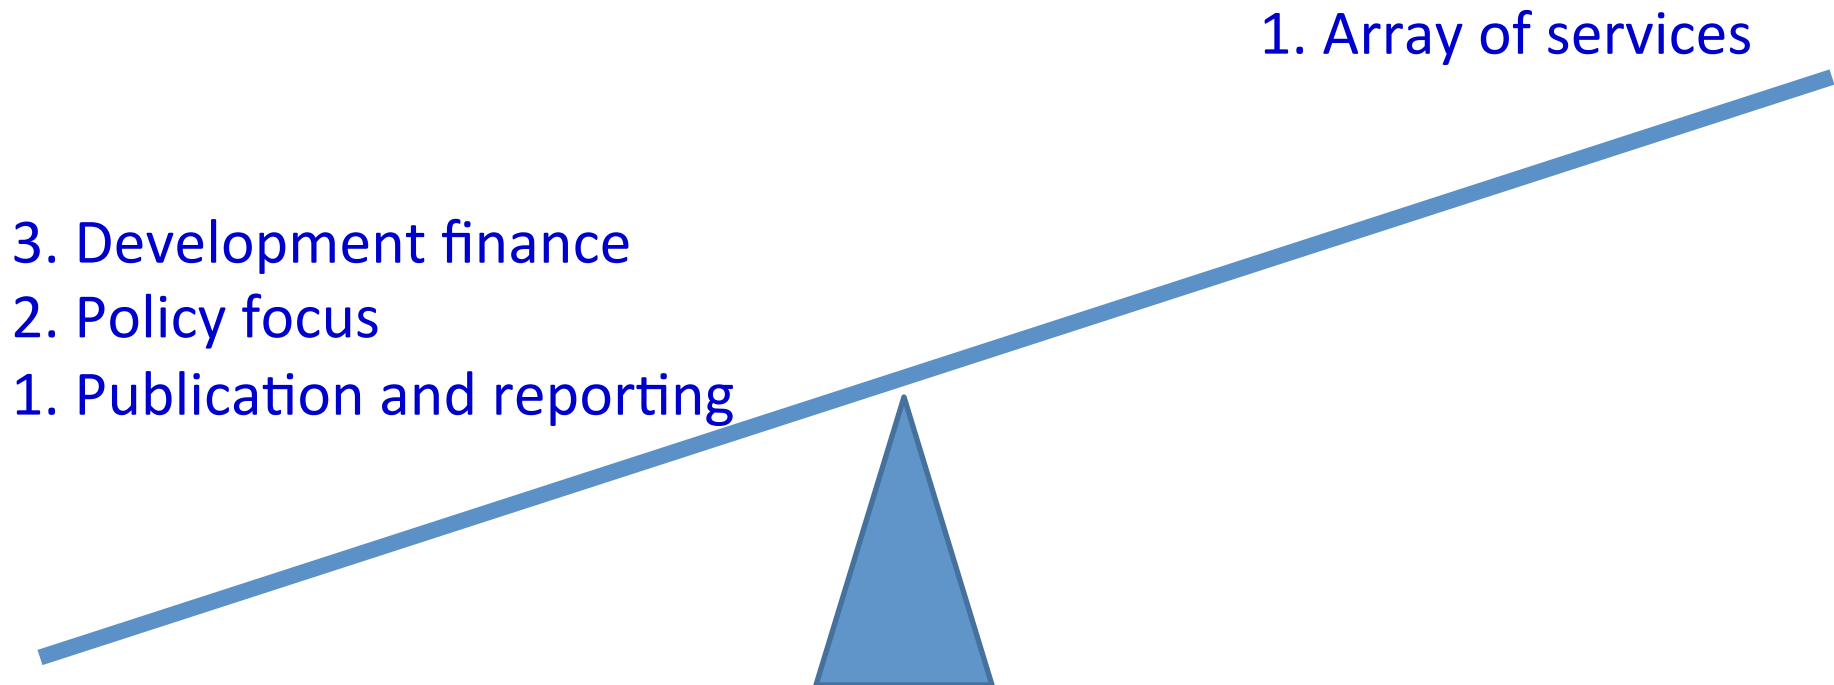 1. Array of services
3. Development finance
2. Policy focus
1. Publication and reporting